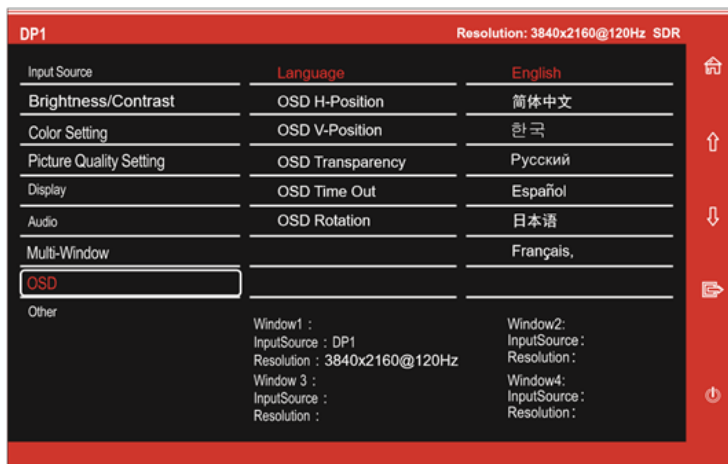 DP1 Resolution: 3840x2160@120Hz SDR
Input Source Language English
Brightness/Contrast OSD H-Position 简体中文
Color Setting OSD V-Position 한국
Picture Quality Setting OSD Transparency Русский
Display OSD Time Out Español
Audio OSD Rotation 日本语
Multi-Window Français,
OSD
Other
Window1 : Window2:
InputSource : DP1 InputSource:
Resolution : 3840x2160@120Hz Resolution:
Window 3 : Window4:
InputSource : InputSource:
Resolution : Resolution: